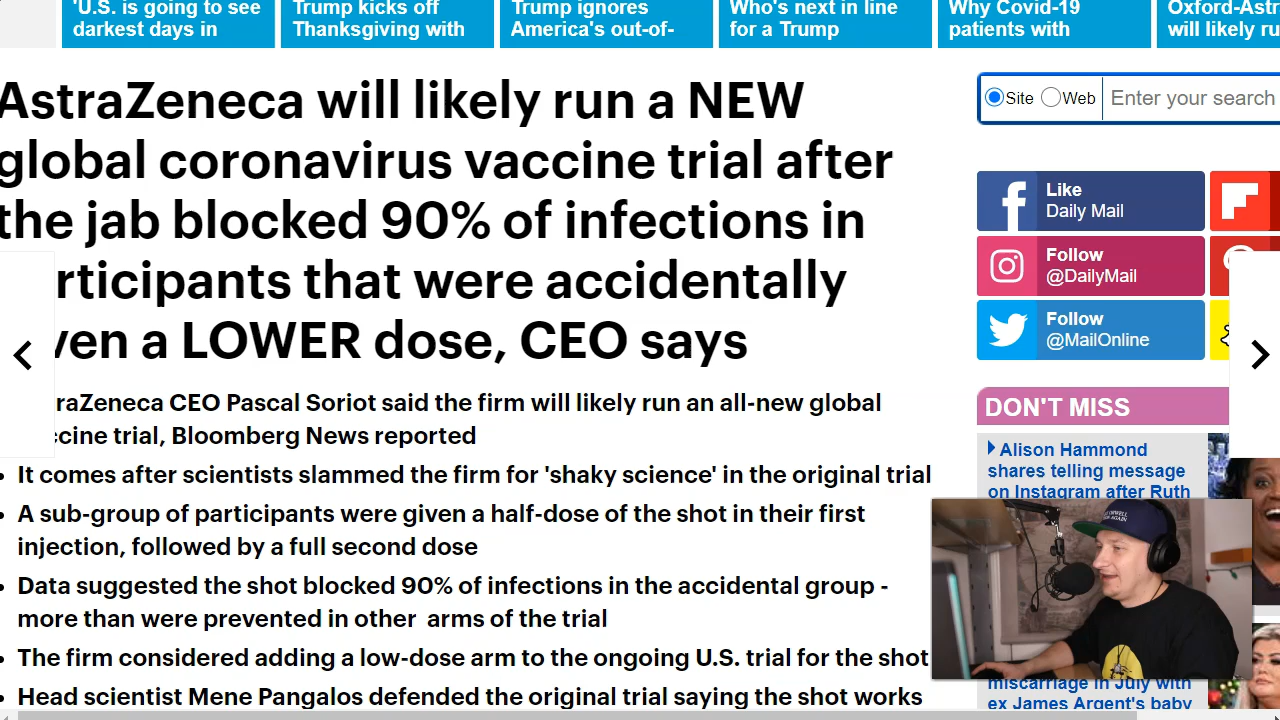 'U.S. is going to see
darkest days in
Trump kicks off
Thanksgiving with
Trump ignores
America's out-of-
Who's next in line
for a Trump
Why Covid-19
patients with
Oxford-Astr
will likely ru
AstraZeneca will likely run a NEW
global coronavirus vaccine trial after
the jab blocked 90% of infections in
rticipants that were accidentally
ven a LOWER dose, CEO says
traZeneca CEO Pascal Soriot said the firm will likely run an all-new global
ccine trial, Bloomberg News reported
It comes after scientists slammed the firm for 'shaky science' in the original trial
A sub-group of participants were given a half-dose of the shot in their first
injection, followed by a full second dose
Data suggested the shot blocked 90% of infections in the accidental group -
more than were prevented in other arms of the trial
The firm considered adding a low-dose arm to the ongoing U.S. trial for the shot
Head scientist Mene Pangalos defended the original trial saying the shot works
Site Web Enter your search
Like
Daily Mail
Follow
@DailyMail
Follow
@MailOnline
DON'T MISS
Alison Hammond
shares telling message
on Instagram after Ruth
miscarriage in July with
ex James Argent's baby